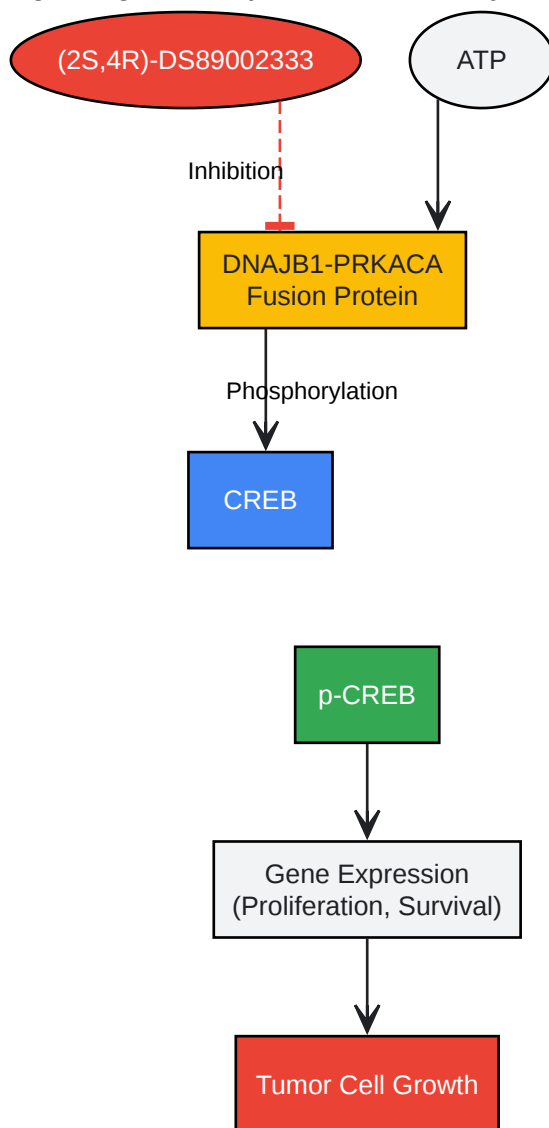 (2S,4R)-DS89002333
ATP
Inhibition
DNAJB1-PRKACA
Fusion Protein
Phosphorylation
CREB
p-CREB
Gene Expression
(Proliferation, Survival)
Tumor Cell Growth